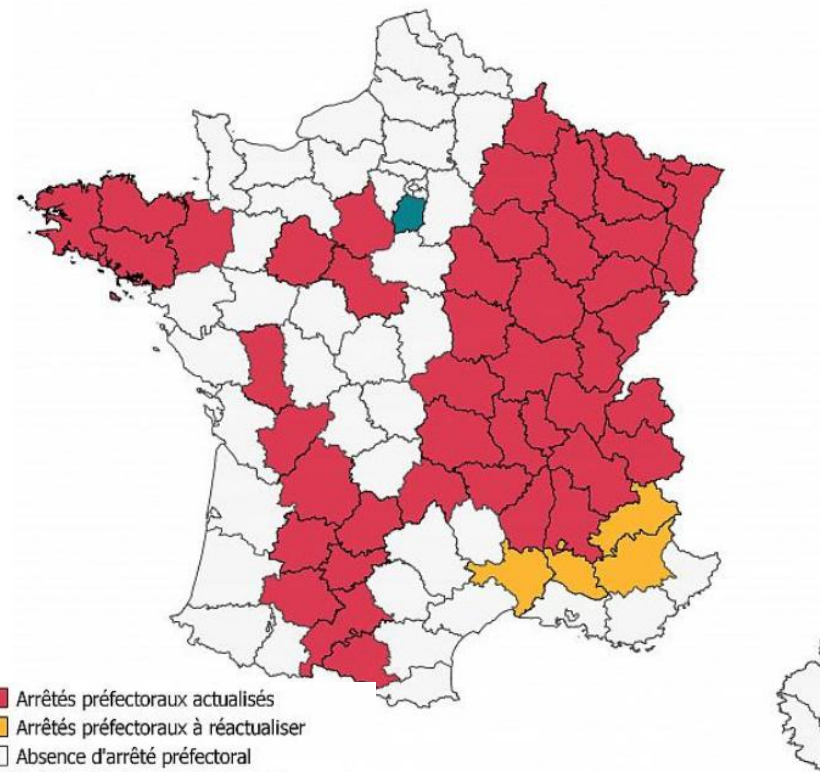 Arrêtés préfectoraux actualisés
Arrêtés préfectoraux à réactualiser
Absence d'arrêté préfectoral